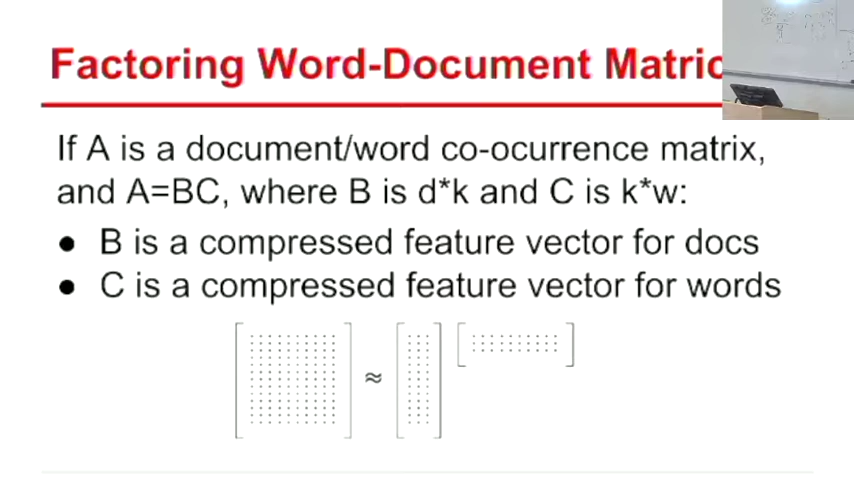 Factoring Word-Document Matric
If A is a document/word co-ocurrence matrix,
and A=BC, where B is d*k and C is k*w:
● B is a compressed feature vector for docs
● C is a compressed feature vector for words
≈